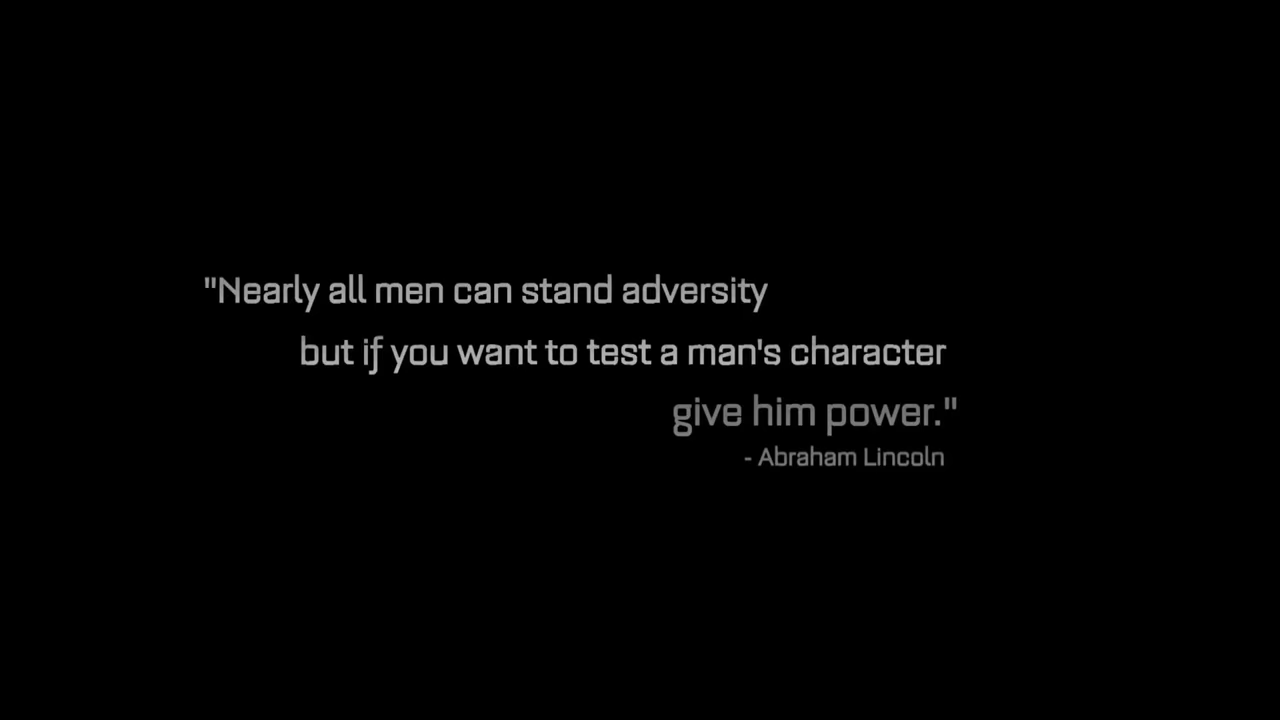 "Nearly all men can stand adversity
but if you want to test a man's character
give him power."
- Abraham Lincoln